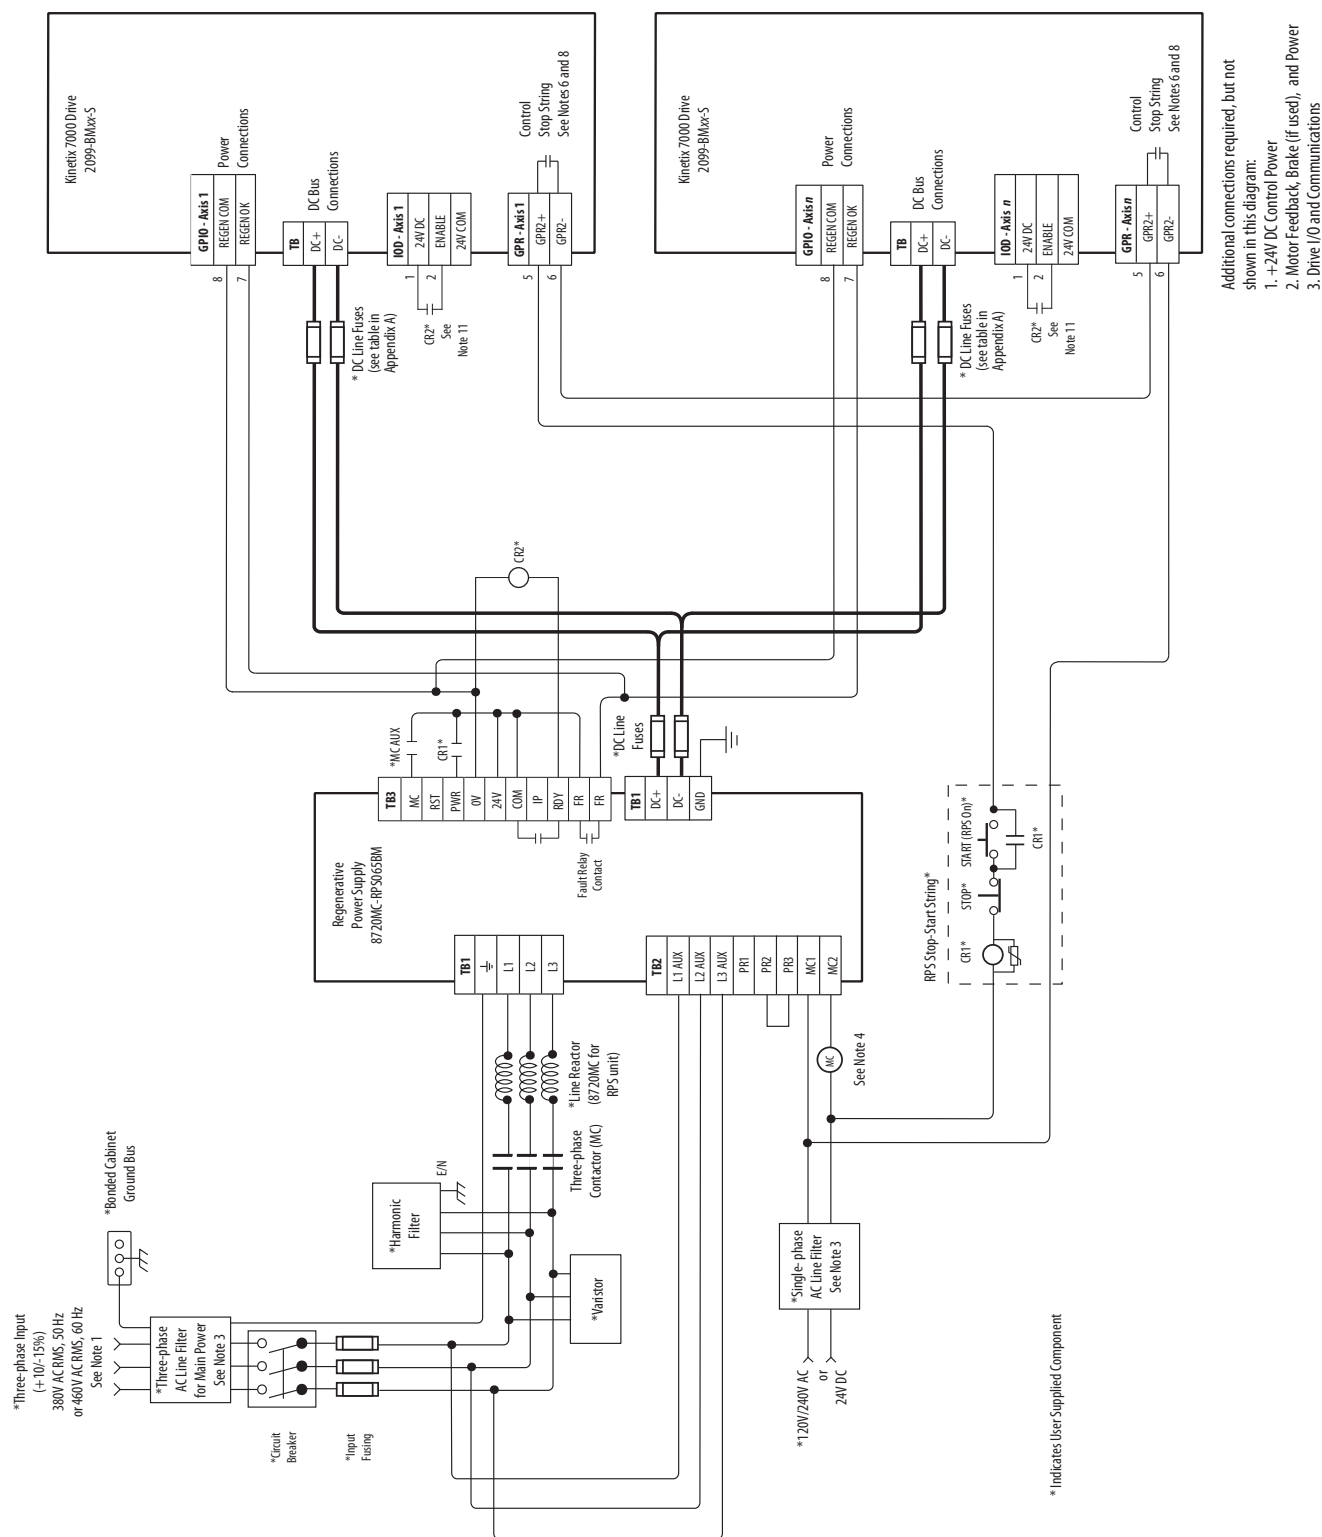 *Three-phase Input
(+10/-15%)
380V AC RMS, 50 Hz
or 460V AC RMS, 60 Hz
See Note 1
*Bonded Cabinet
Ground Bus
*Three-phase
AC Line Filter
for Main Power
See Note 3
*Circuit
Breaker
*Input
Fusing
*Harmonic
Filter
E/N
*Varistor
Three-phase
Contactor (MC)
*Line Reactor
(8720MC for
RPS unit)
*120V/240V AC
or
24V DC
*Single- phase
AC Line Filter
See Note 3
MC
See Note 4
Regenerative
Power Supply
8720MC-RPS065BM
TB1
L1
L2
L3
TB2
L1 AUX
L2 AUX
L3 AUX
PR1
PR2
PR3
MC1
MC2
TB3
MC
RST
PWR
0V
24V
COM
IP
RDY
FR
FR
Fault Relay
Contact
TB1
DC+
DC-
GND
*MC AUX
CR1*
*DC Line
Fuses
CR2*
RPS Stop-Start String*
CR1*
STOP*
START (RPS On)*
CR1*
Kinetix 7000 Drive
2099-BMxx-S
GPIO - Axis 1
REGEN COM
REGEN OK
Power
Connections
8
7
TB
DC+
DC-
DC Bus
Connections
* DC Line Fuses
(see table in
Appendix A)
IOD - Axis 1
24V DC
ENABLE
24V COM
1
2
CR2*
See
Note 11
GPR - Axis 1
GPR2+
GPR2-
5
6
Control
Stop String
See Notes 6 and 8
Kinetix 7000 Drive
2099-BMxx-S
GPIO - Axis n
REGEN COM
REGEN OK
Power
Connections
8
7
TB
DC+
DC-
DC Bus
Connections
* DC Line Fuses
(see table in
Appendix A)
IOD - Axis n
24V DC
ENABLE
24V COM
1
2
CR2*
See
Note 11
GPR - Axis n
GPR2+
GPR2-
5
6
Control
Stop String
See Notes 6 and 8
Additional connections required, but not
shown in this diagram:
1. +24V DC Control Power
2. Motor Feedback, Brake (if used), and Power
3. Drive I/O and Communications
* Indicates User Supplied Component